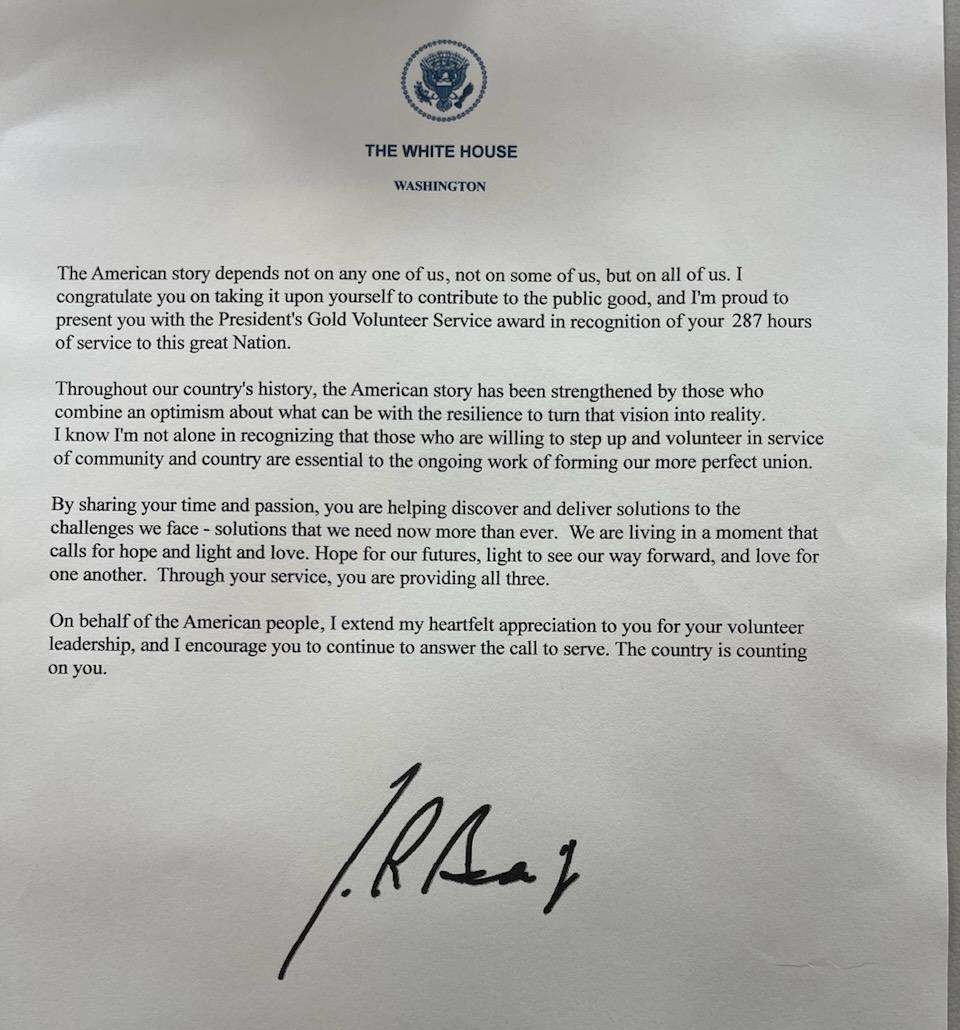 THE WHITE HOUSE
WASHINGTON
The American story depends not on any one of us, not on some of us, but on all of us. I
congratulate you on taking it upon yourself to contribute to the public good, and I'm proud to
present you with the President's Gold Volunteer Service award in recognition of your 287 hours
of service to this great Nation.
Throughout our country's history, the American story has been strengthened by those who
combine an optimism about what can be with the resilience to turn that vision into reality.
I know I'm not alone in recognizing that those who are willing to step up and volunteer in service
of community and country are essential to the ongoing work of forming our more perfect union.
By sharing your time and passion, you are helping discover and deliver solutions to the
challenges we face - solutions that we need now more than ever. We are living in a moment that
calls for hope and light and love. Hope for our futures, light to see our way forward, and love for
one another. Through your service, you are providing all three.
On behalf of the American people, I extend my heartfelt appreciation to you for your volunteer
leadership, and I encourage you to continue to answer the call to serve. The country is counting
on you.